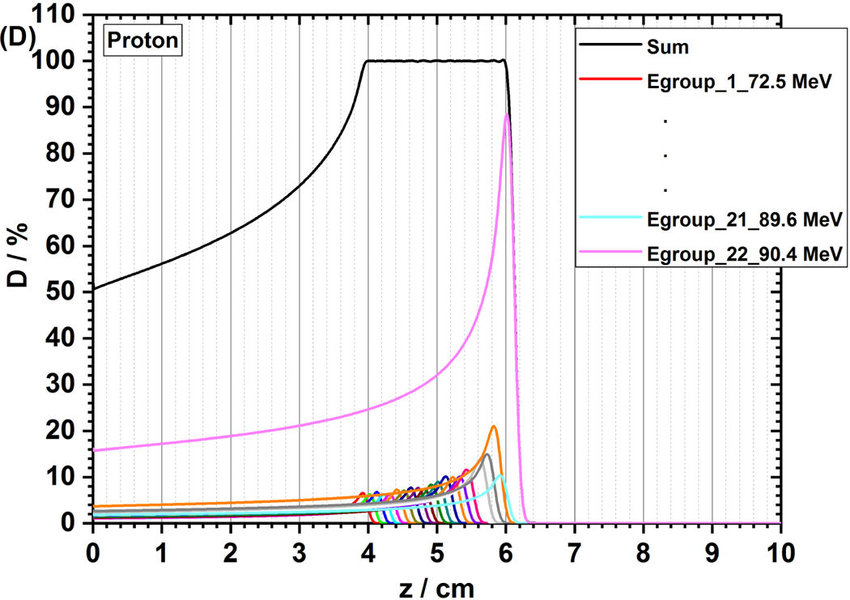 (D)
Proton
Sum
Egroup_1_72.5 MeV
.
.
.
Egroup_21_89.6 MeV
Egroup_22_90.4 MeV
110
100
90
80
70
60
50
40
30
20
10
0
D / %
0 1 2 3 4 5 6 7 8 9 10
z / cm